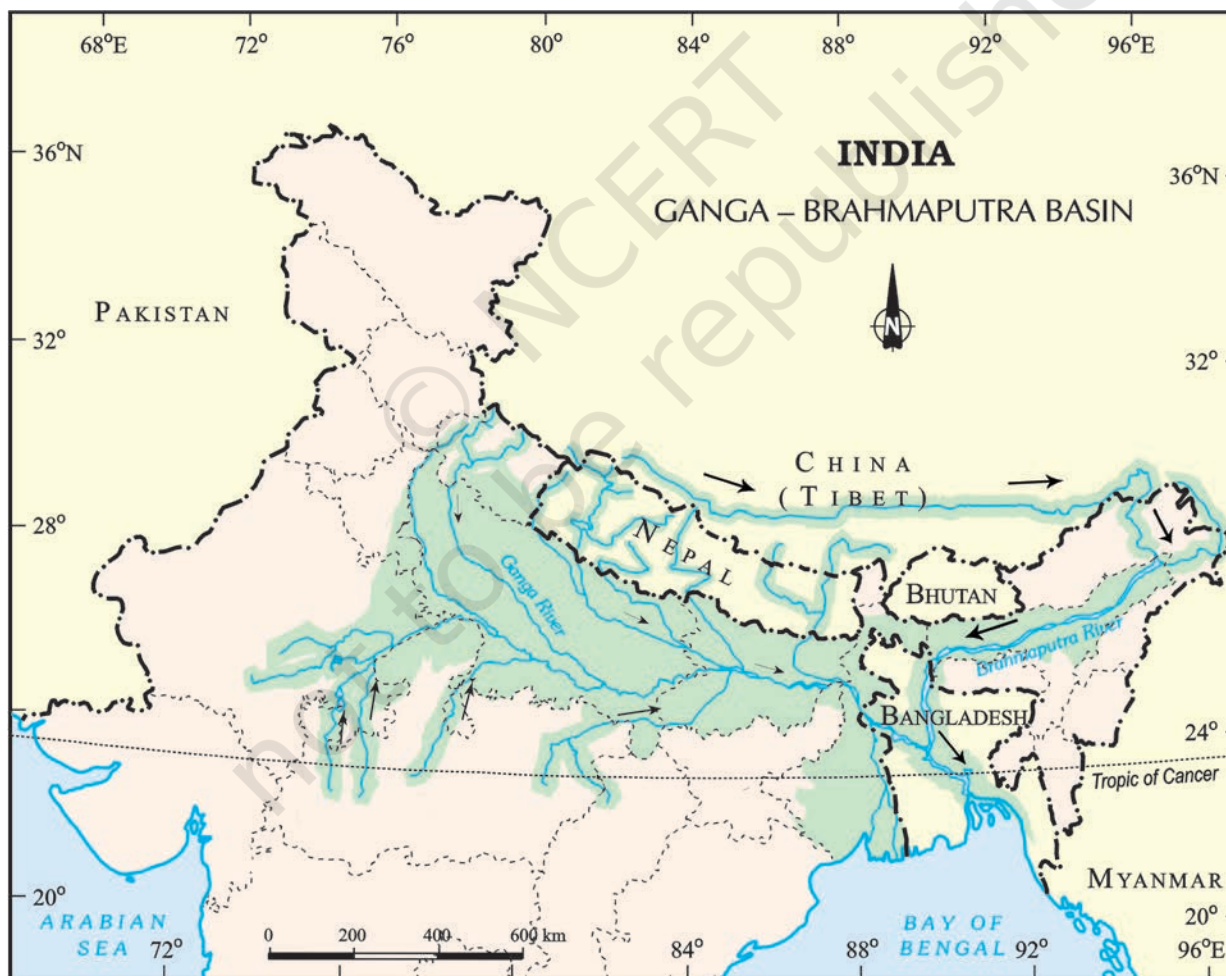 68°E 72° 76° 80° 84° 88° 92° 96°E
© NCERT
not to be republished
INDIA
36°N 36°N
GANGA – BRAHMAPUTRA BASIN
PAKISTAN
N
32° 32°
CHINA
(TIBET)
28°
NEPAL
Ganga River
BHUTAN
Brahmaputra River
BANGLADESH
24°
Tropic of Cancer
MYANMAR
20° 20°
ARABIAN
SEA
BAY OF
BENGAL
0 200 400 600 km
72° 84° 88° 92° 96°E